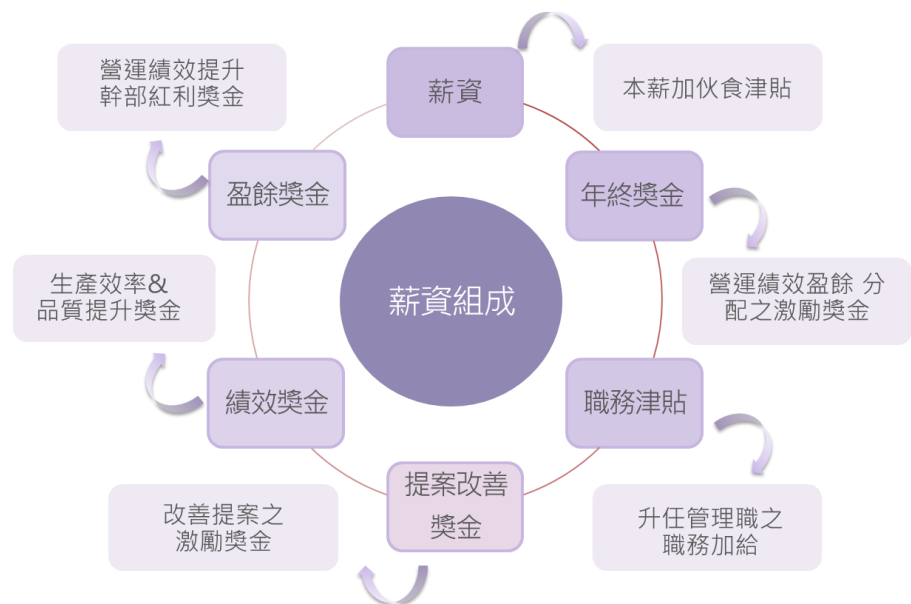 薪資組成
薪資
本薪加伙食津貼
年終獎金
營運績效盈餘 分
配之激勵獎金
職務津貼
升任管理職之
職務加給
提案改善
獎金
改善提案之
激勵獎金
績效獎金
生產效率&
品質提升獎金
盈餘獎金
營運績效提升
幹部紅利獎金